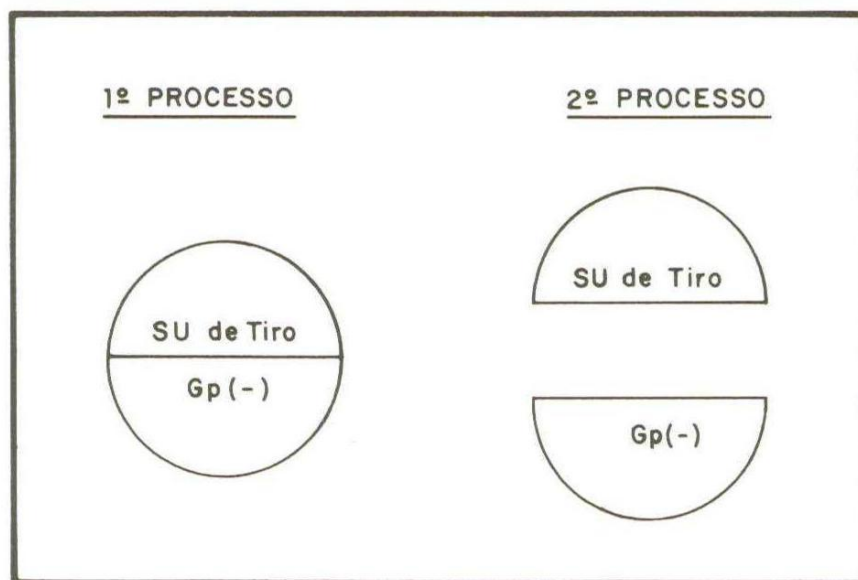 1º PROCESSO
SU de Tiro
Gp(-)
2º PROCESSO
SU de Tiro
Gp(-)